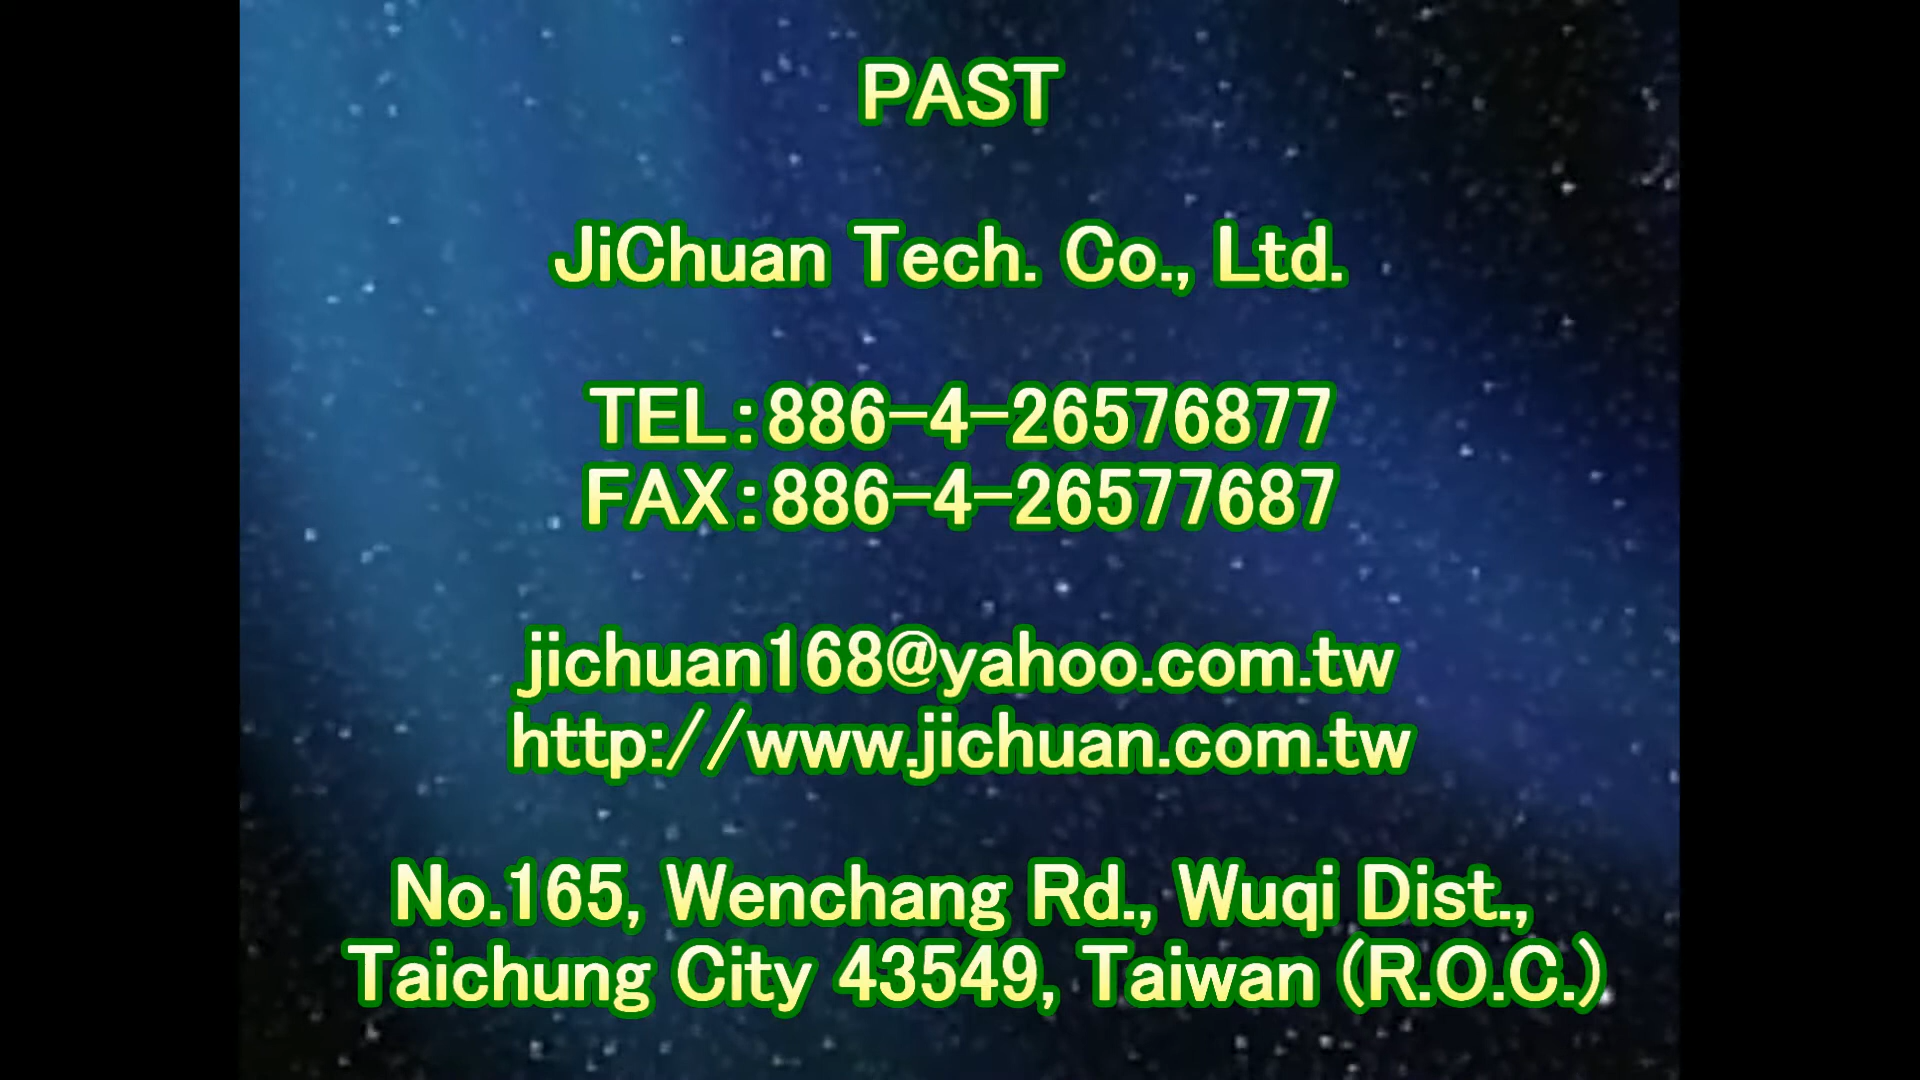 PAST
JiChuan Tech. Co., Ltd.
TEL:886-4-26576877
FAX:886-4-26577687
jichuan168@yahoo.com.tw
http://www.jichuan.com.tw
No.165, Wenchang Rd., Wuqi Dist.,
Taichung City 43549, Taiwan (R.O.C.)